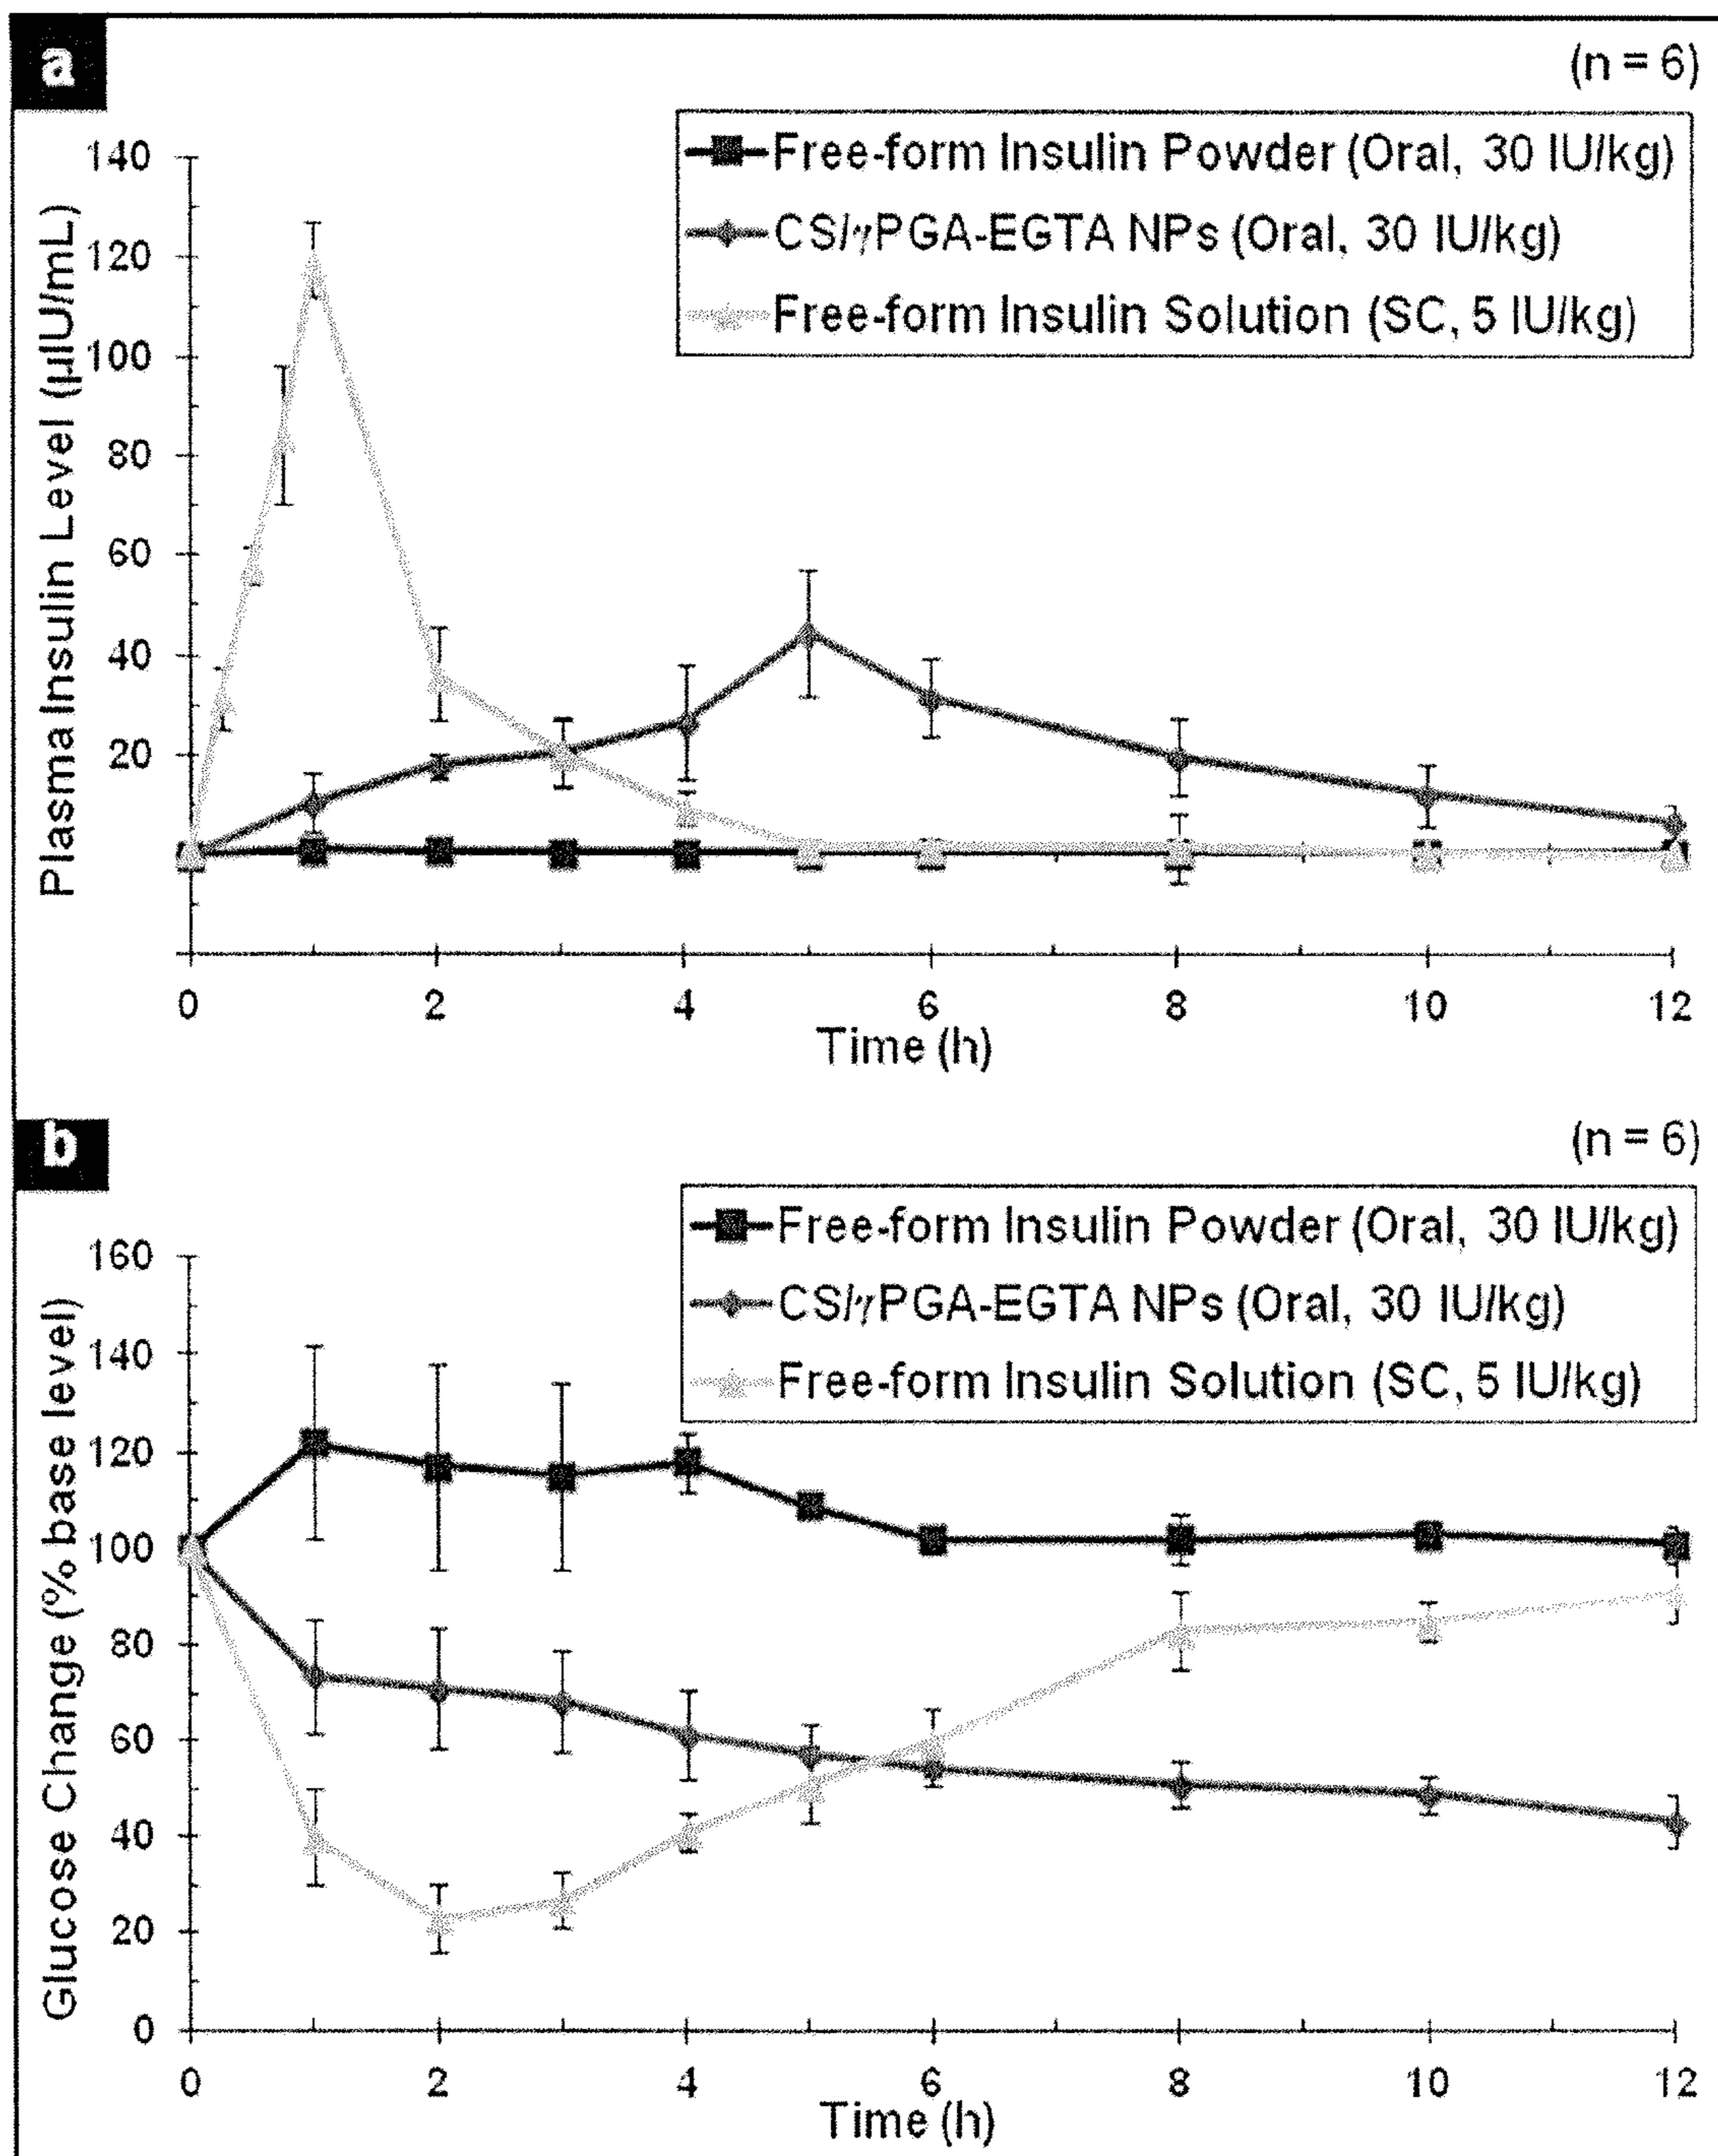 a
(n = 6)
Free-form Insulin Powder (Oral, 30 IU/kg)
CS/γPGA-EGTA NPs (Oral, 30 IU/kg)
Free-form Insulin Solution (SC, 5 IU/kg)
Plasma Insulin Level (µIU/mL)
140
120
100
80
60
40
20
0 2 4 6 8 10 12
Time (h)
b
(n = 6)
Free-form Insulin Powder (Oral, 30 IU/kg)
CS/γPGA-EGTA NPs (Oral, 30 IU/kg)
Free-form Insulin Solution (SC, 5 IU/kg)
Glucose Change (% base level)
160
140
120
100
80
60
40
20
0
0 2 4 6 8 10 12
Time (h)